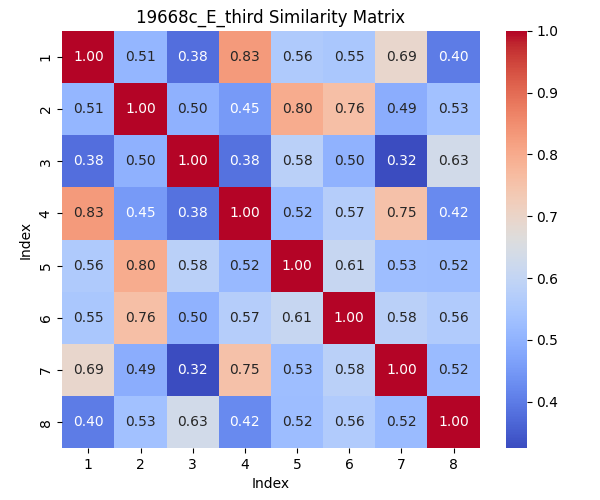 19668c_E_third Similarity Matrix
1 1.00 0.51 0.38 0.83 0.56 0.55 0.69 0.40
2 0.51 1.00 0.50 0.45 0.80 0.76 0.49 0.53
3 0.38 0.50 1.00 0.38 0.58 0.50 0.32 0.63
4 0.83 0.45 0.38 1.00 0.52 0.57 0.75 0.42
5 0.56 0.80 0.58 0.52 1.00 0.61 0.53 0.52
6 0.55 0.76 0.50 0.57 0.61 1.00 0.58 0.56
7 0.69 0.49 0.32 0.75 0.53 0.58 1.00 0.52
8 0.40 0.53 0.63 0.42 0.52 0.56 0.52 1.00
1 2 3 4 5 6 7 8
Index
Index
1.0
0.9
0.8
0.7
0.6
0.5
0.4